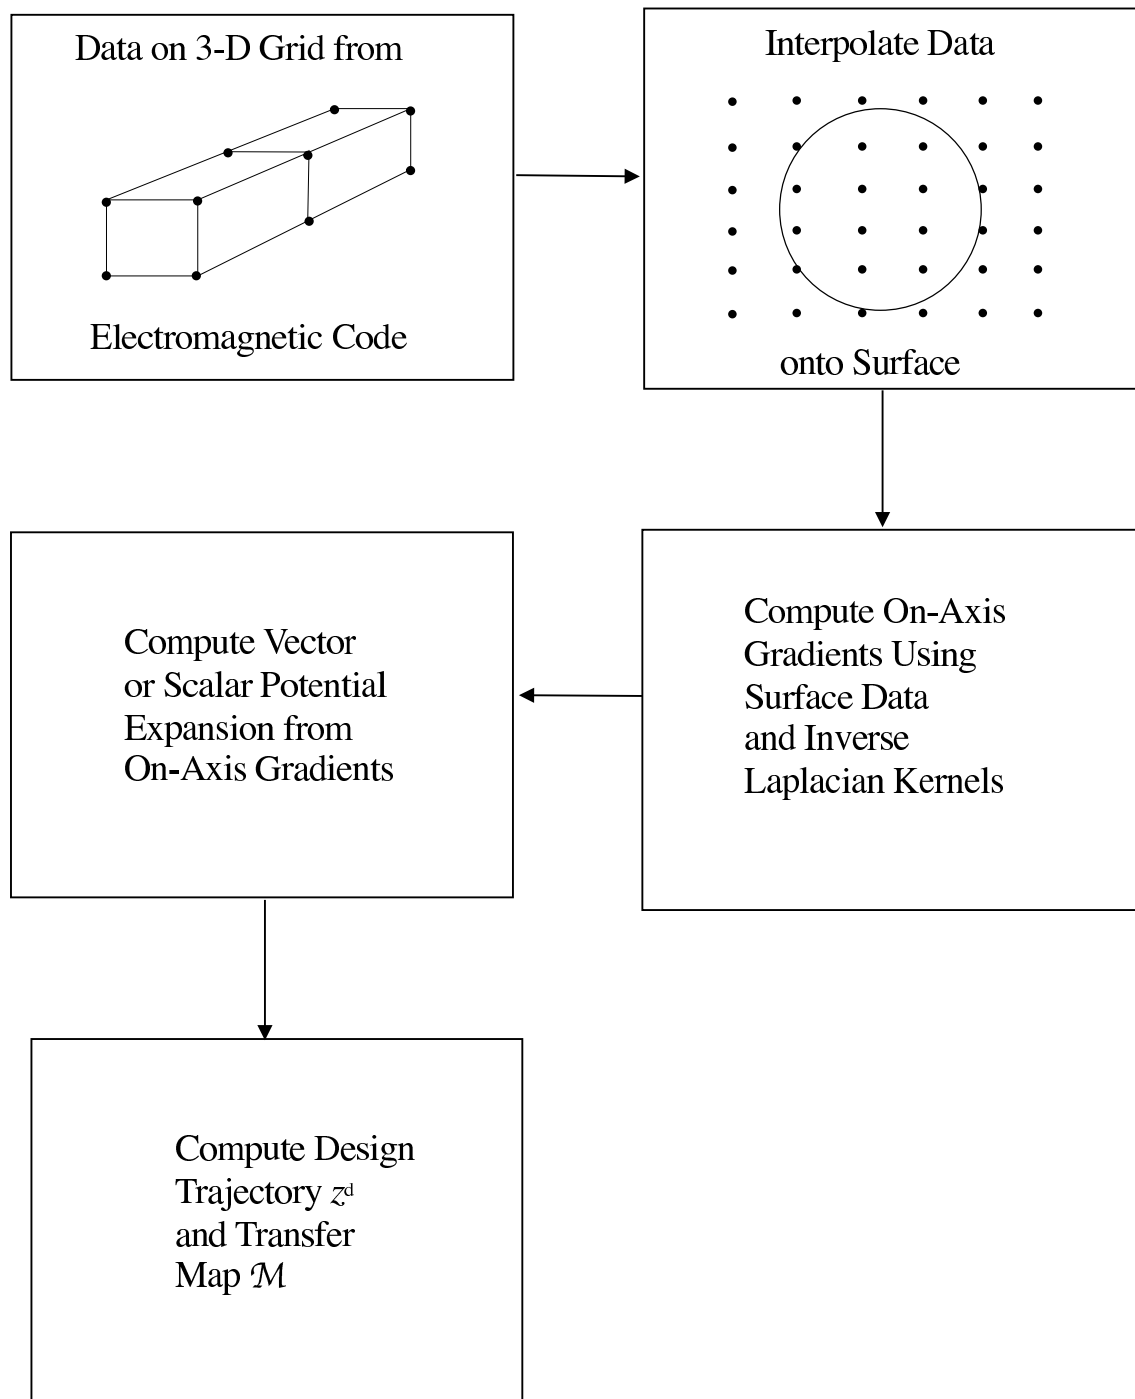 Data on 3-D Grid from
Electromagnetic Code
Interpolate Data
onto Surface
Compute On-Axis
Gradients Using
Surface Data
and Inverse
Laplacian Kernels
Compute Vector
or Scalar Potential
Expansion from
On-Axis Gradients
Compute Design
Trajectory zᵈ
and Transfer
Map ℳ